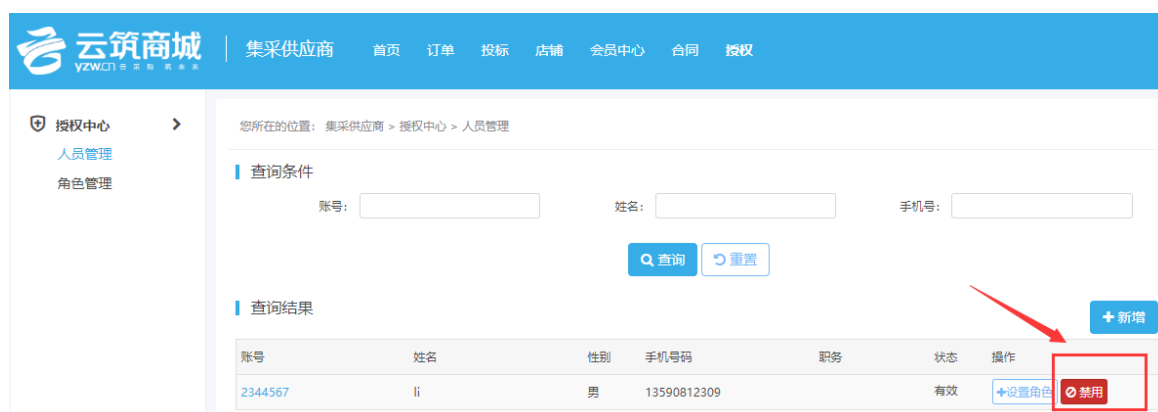 云筑商城
yzw.cn
集采供应商 首页 订单 投标 店铺 会员中心 合同 授权
授权中心
人员管理
角色管理
您所在的位置: 集采供应商 > 授权中心 > 人员管理
查询条件
账号: 姓名: 手机号:
查询 重置
查询结果
+ 新增
账号 姓名 性别 手机号码 职务 状态 操作
2344567 li 男 13590812309 有效 +设置角色 禁用